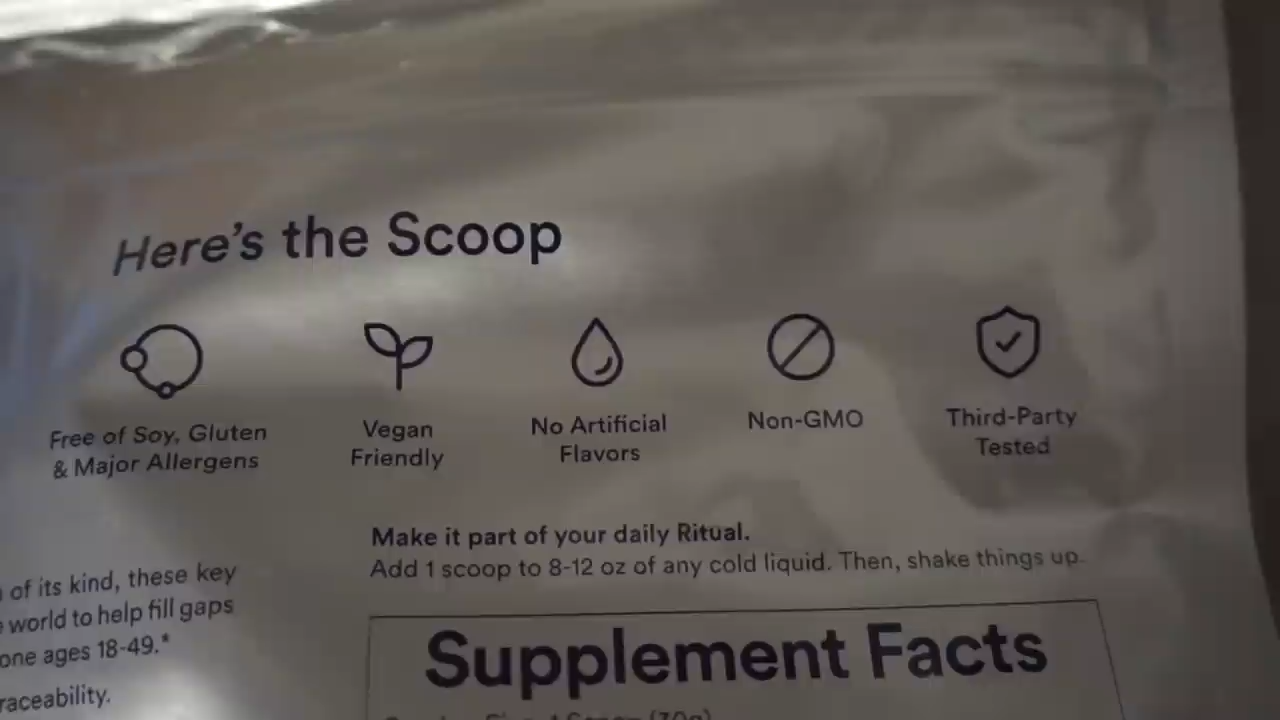 Here's the Scoop
Free of Soy, Gluten
& Major Allergens
Vegan
Friendly
No Artificial
Flavors
Non-GMO
Third-Party
Tested
of its kind, these key
world to help fill gaps
one ages 18-49.*
raceability.
Make it part of your daily Ritual.
Add 1 scoop to 8-12 oz of any cold liquid. Then, shake things up.
Supplement Facts